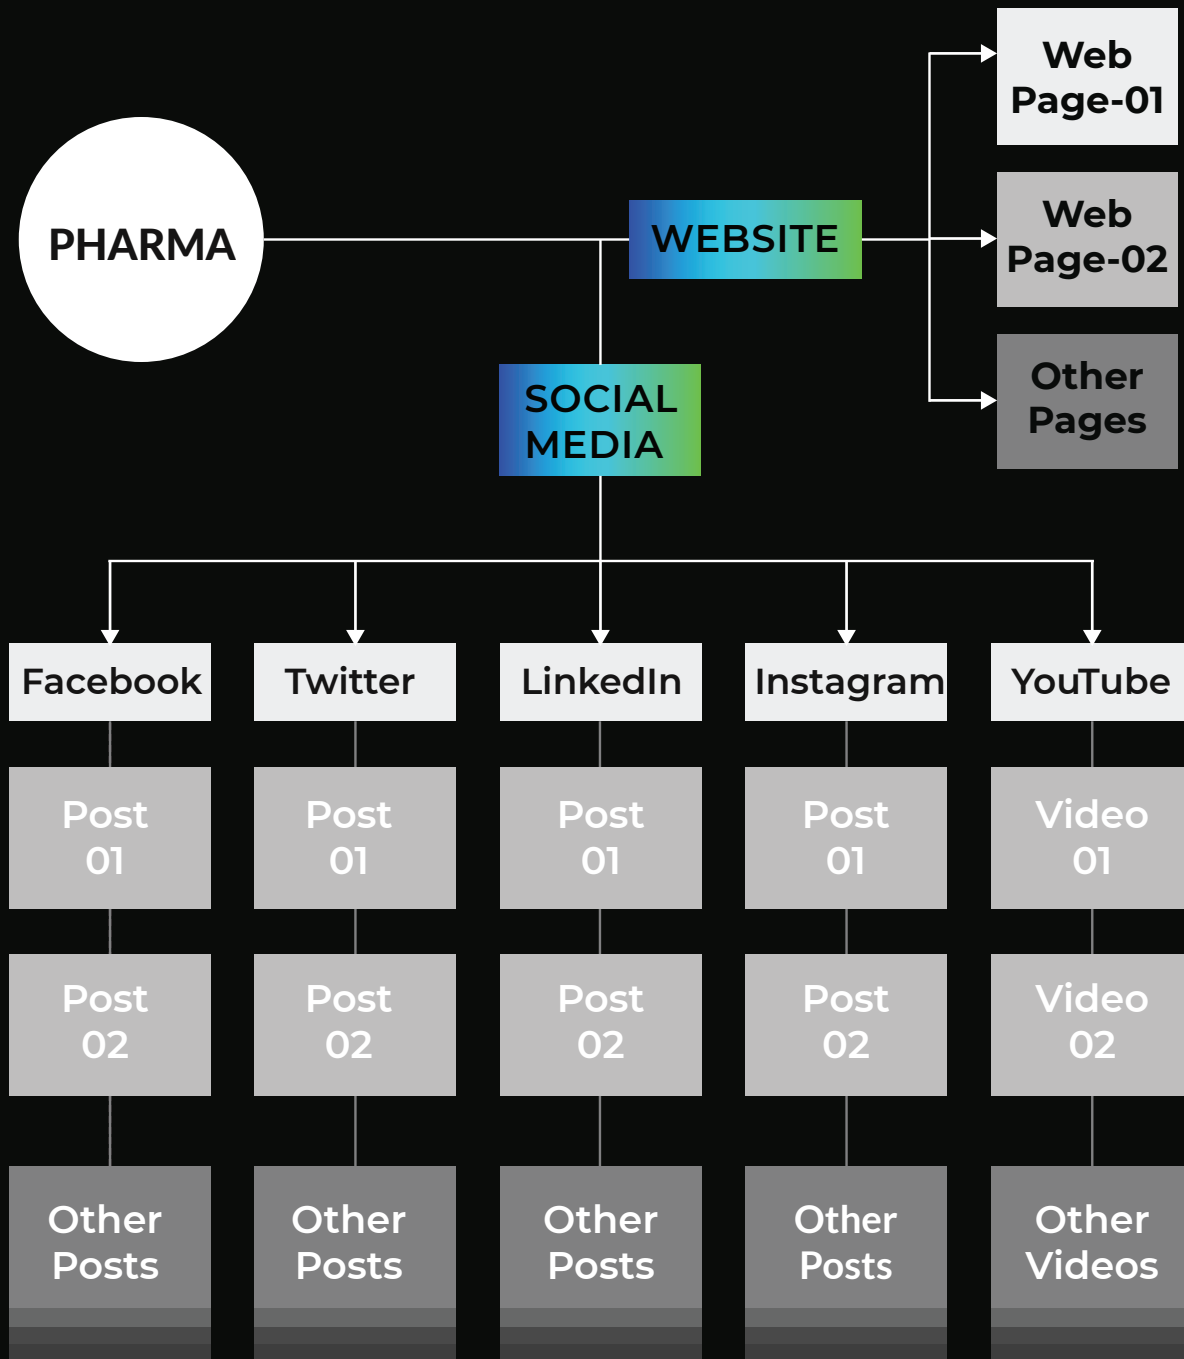 Web
Page-01
PHARMA
WEBSITE
Web
Page-02
Other
Pages
SOCIAL
MEDIA
Facebook
Twitter
LinkedIn
Instagram
YouTube
Post
01
Post
01
Post
01
Post
01
Video
01
Post
02
Post
02
Post
02
Post
02
Video
02
Other
Posts
Other
Posts
Other
Posts
Other
Posts
Other
Videos